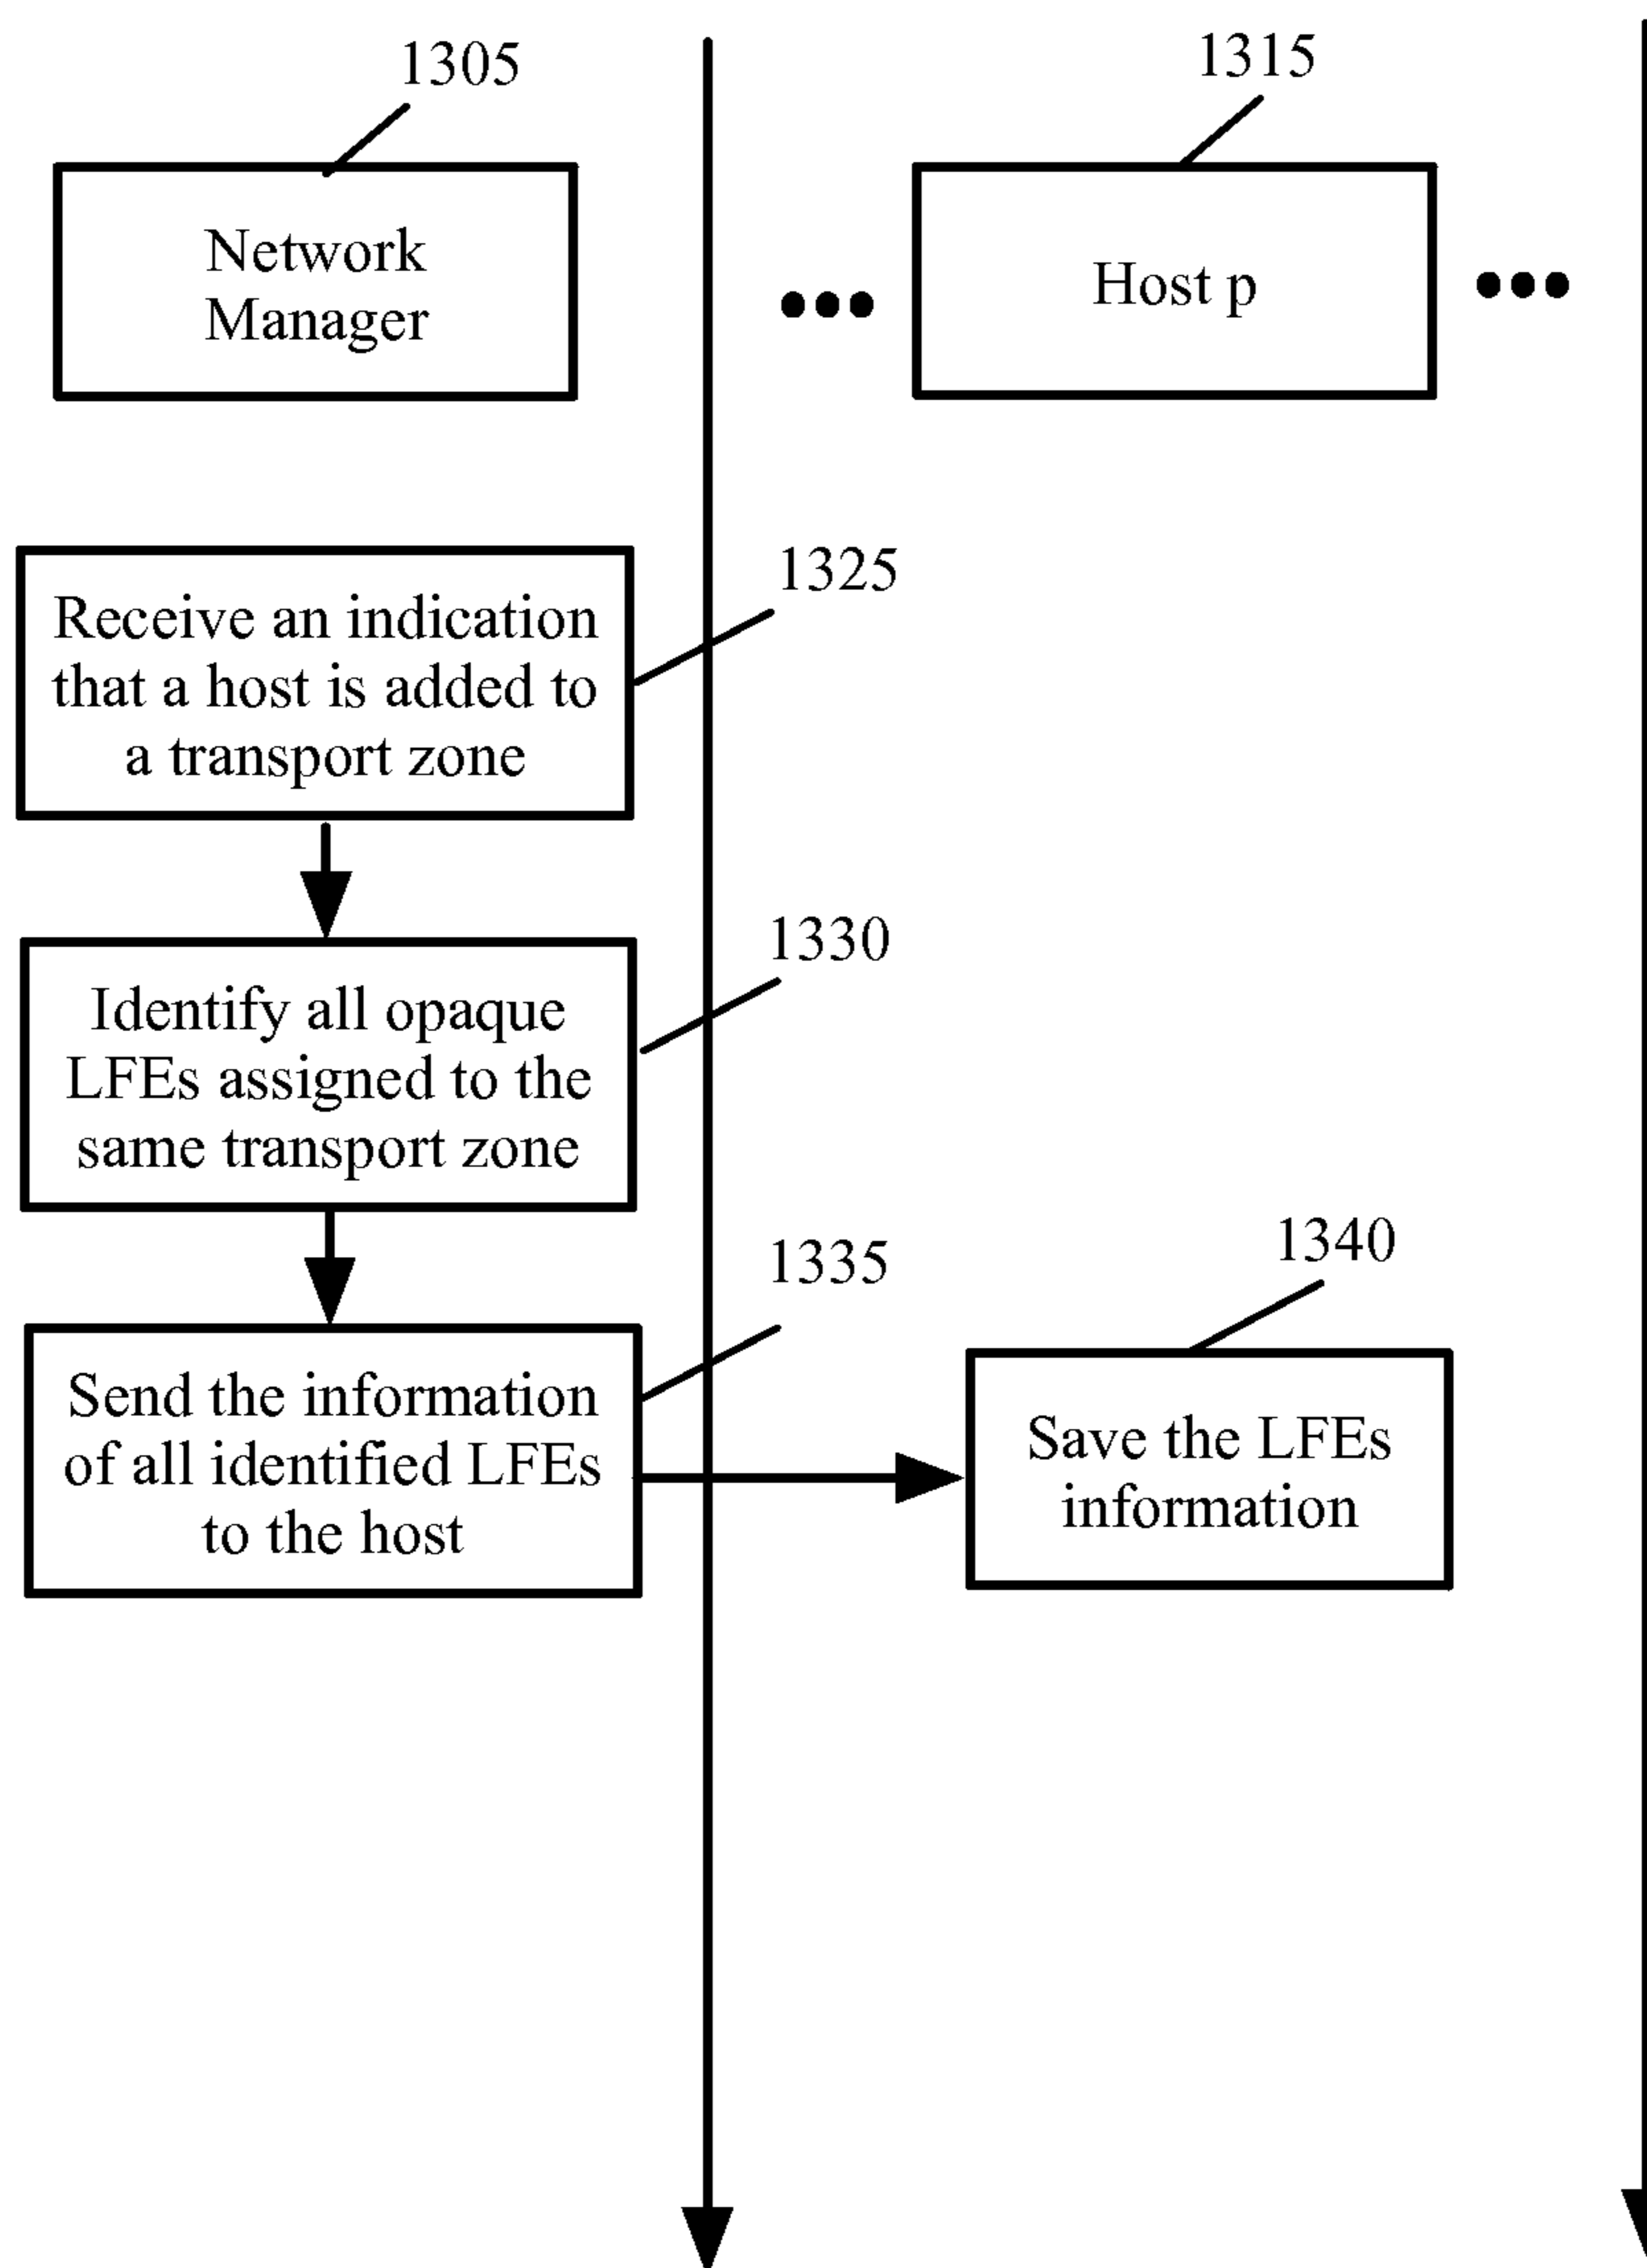 1305
1315
Network
Manager
Host p
1325
Receive an indication
that a host is added to
a transport zone
1330
Identify all opaque
LFEs assigned to the
same transport zone
1335
1340
Send the information
of all identified LFEs
to the host
Save the LFEs
information